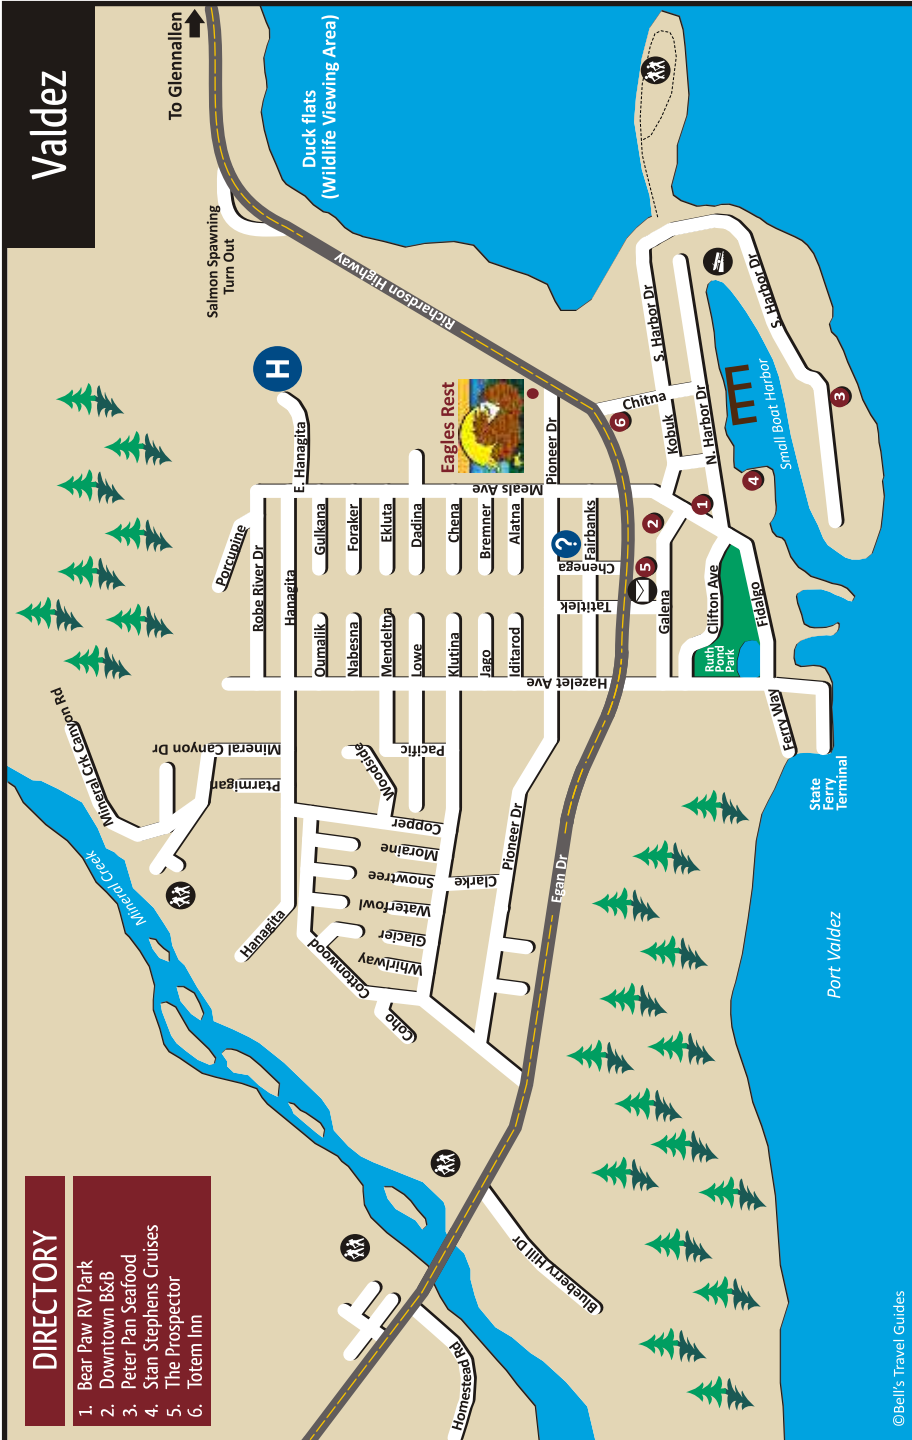 Valdez
To Glennallen
Duck flats
(Wildlife Viewing Area)
Salmon Spawning
Turn Out
Richardson Highway
H
Eagles Rest
E. Hanagita
Meals Ave
Pioneer Dr
Chitna
S. Harbor Dr
S. Harbor Dr
Kobuk
N. Harbor Dr
Small Boat Harbor
6
3
4
1
2
5
?
Porcupine
Robe River Dr
Hanagita
Gulkana
Foraker
Ekluta
Dadina
Chena
Bremner
Alatna
Fairbanks
Chenega
Tatitlek
Galena
Clifton Ave
Fidalgo
Ruth
Pond
Park
Oumalik
Nabesna
Mendeltna
Lowe
Klutina
Jago
Iditarod
Hazelet Ave
Ferry Way
State
Ferry
Terminal
Mineral Crk Canyon Rd
Mineral Canyon Dr
Ptarmigan
Woodside
Pacific
Copper
Moraine
Snowtree
Clarke
Waterfowl
Glacier
Whirlway
Pioneer Dr
Egan Dr
Mineral Creek
Hanagita
Cottonwood
Coho
Port Valdez
Blueberry Hill Dr
Homestead Rd
DIRECTORY
1. Bear Paw RV Park
2. Downtown B&B
3. Peter Pan Seafood
4. Stan Stephens Cruises
5. The Prospector
6. Totem Inn
©Bell's Travel Guides